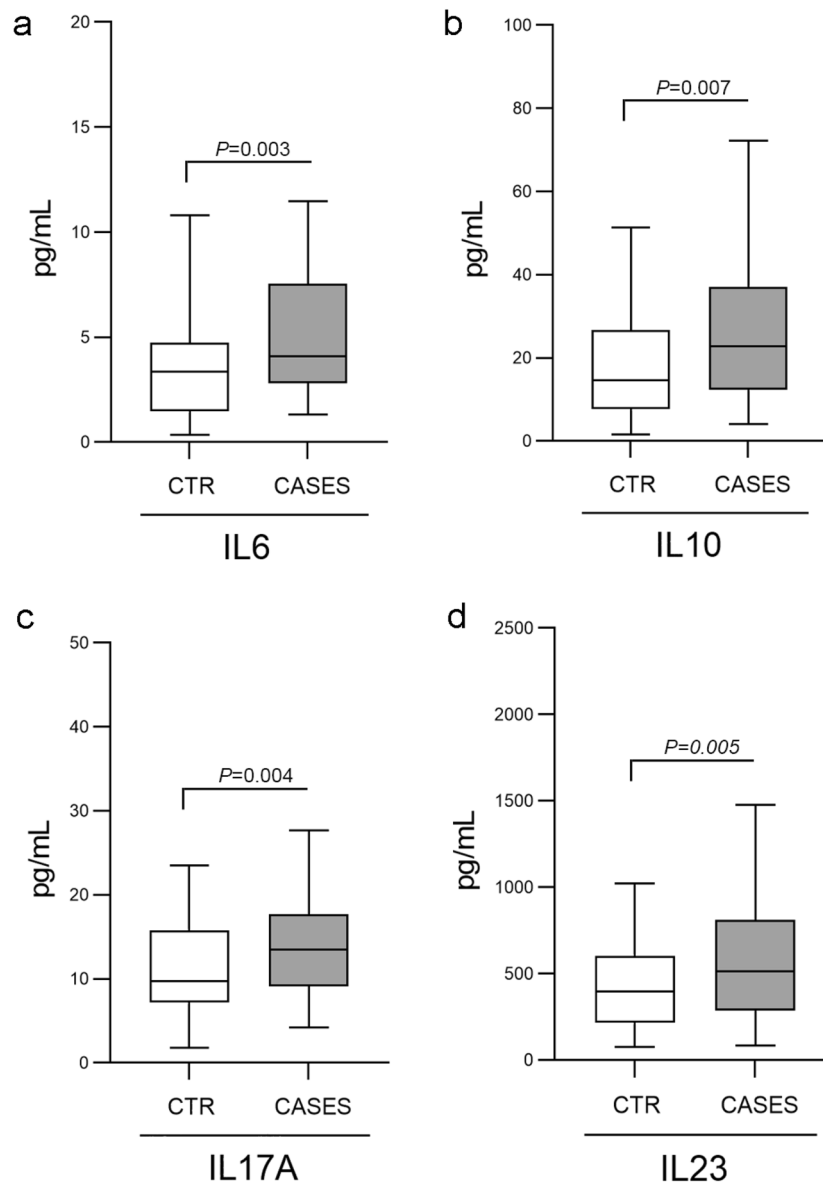 a
20
15
10
5
0
pg/mL
P=0.003
CTR
CASES
IL6
b
100
80
60
40
20
0
pg/mL
P=0.007
CTR
CASES
IL10
c
50
40
30
20
10
0
pg/mL
P=0.004
CTR
CASES
IL17A
d
2500
2000
1500
1000
500
0
pg/mL
P=0.005
CTR
CASES
IL23